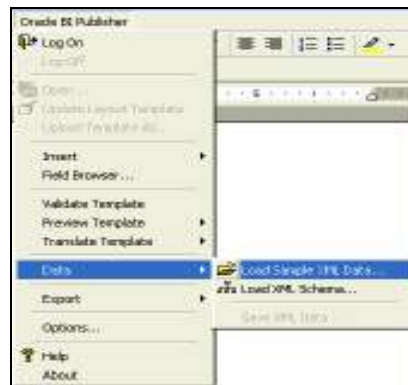 Oracle BI Publisher
Log On
Log Off
Open...
Update Layout Template
Upload Template As...
Insert
Field Browser...
Validate Template
Preview Template
Translate Template
Data
Load Sample XML Data...
Load XML Schema...
Save XML Data
Export
Options...
Help
About